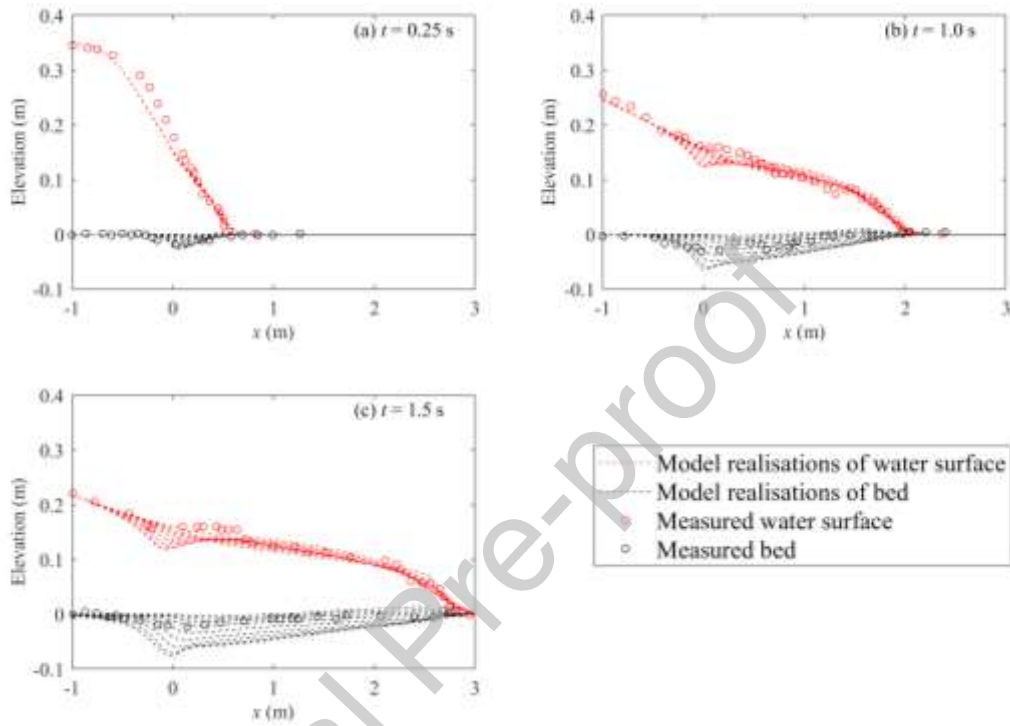 (a) t = 0.25 s
0.4
0.3
0.2
0.1
0
-0.1
Elevation (m)
-1 0 1 2 3
x (m)
(b) t = 1.0 s
0.4
0.3
0.2
0.1
0
-0.1
Elevation (m)
-1 0 1 2 3
x (m)
(c) t = 1.5 s
0.4
0.3
0.2
0.1
0
-0.1
Elevation (m)
-1 0 1 2 3
x (m)
Model realisations of water surface
Model realisations of bed
Measured water surface
Measured bed
al Pre-proof